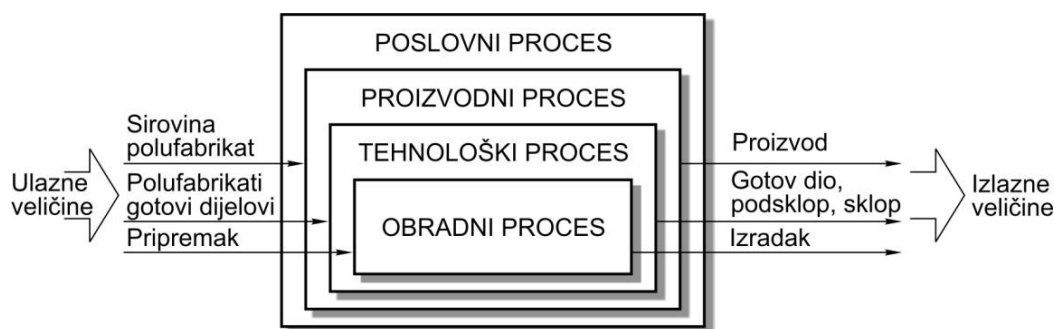 POSLOVNI PROCES
PROIZVODNI PROCES
TEHNOLOŠKI PROCES
OBRADNI PROCES
Ulazne
veličine
Sirovina
polufabrikat
Polufabrikati
gotovi dijelovi
Pripremak
Proizvod
Gotov dio,
podsklop, sklop
Izradak
Izlazne
veličine